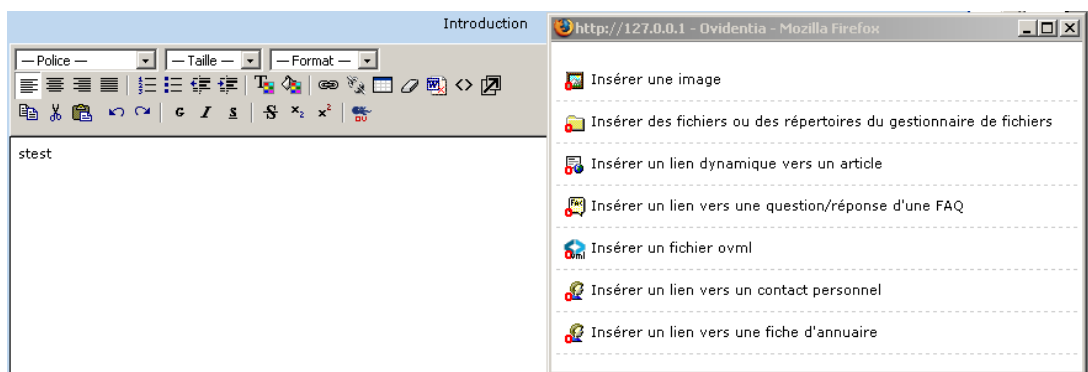 Introduction
— Police —
— Taille —
— Format —
G I S S x₂ x²
stest
http://127.0.0.1 - Ovidentia - Mozilla Firefox
Insérer une image
Insérer des fichiers ou des répertoires du gestionnaire de fichiers
Insérer un lien dynamique vers un article
Insérer un lien vers une question/réponse d'une FAQ
Insérer un fichier ovml
Insérer un lien vers un contact personnel
Insérer un lien vers une fiche d'annuaire